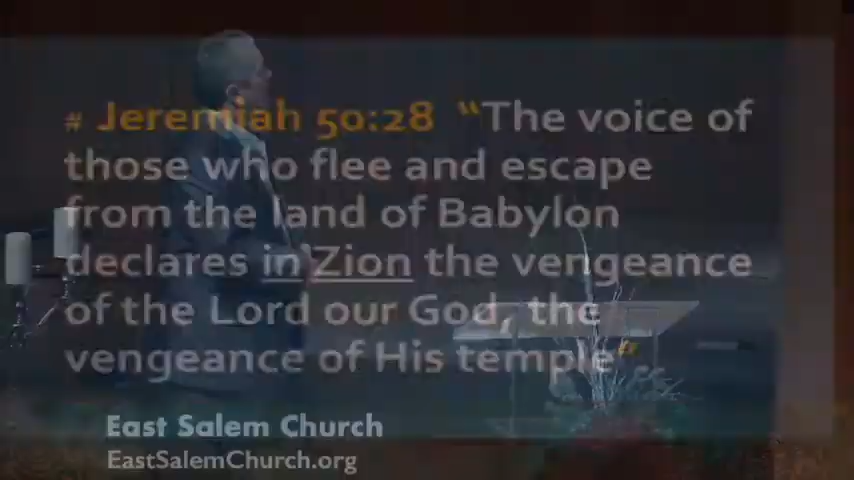 # Jeremiah 50:28 “The voice of
those who flee and escape
from the land of Babylon
declares in Zion the vengeance
of the Lord our God, the
vengeance of His temple”
East Salem Church
EastSalemChurch.org